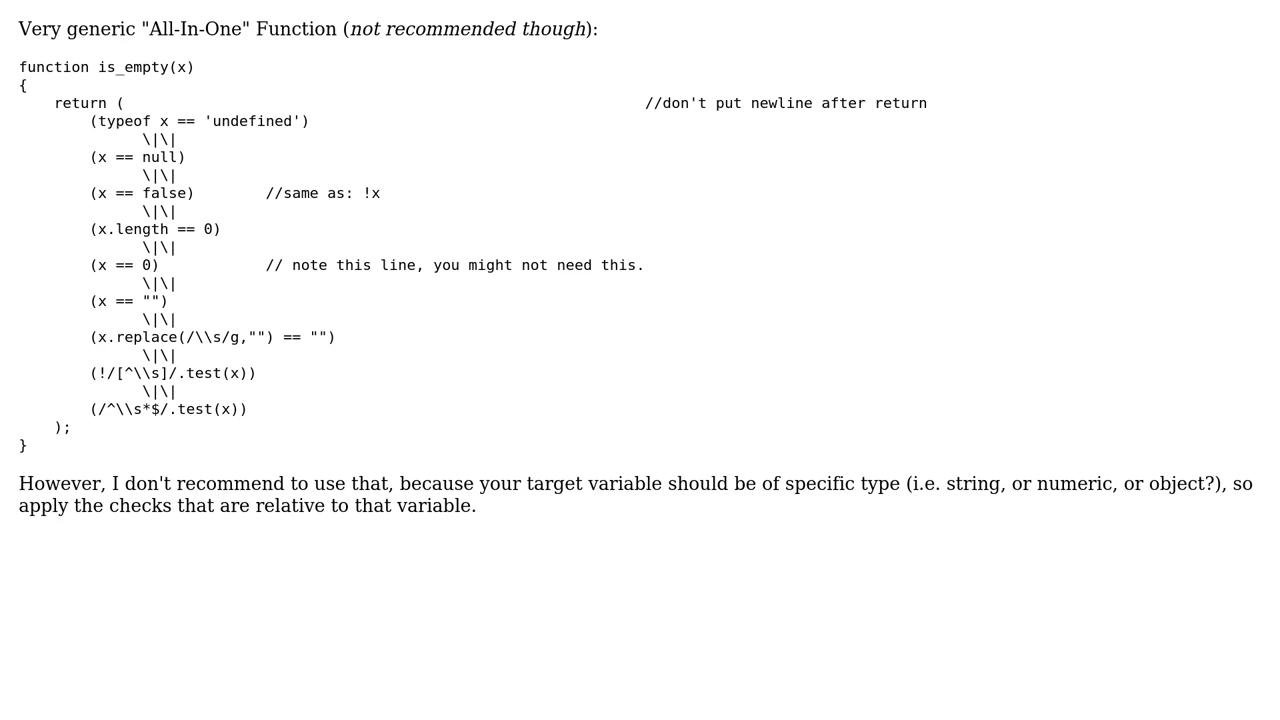 Very generic "All-In-One" Function (not recommended though):
function is_empty(x)
{
    return (                                                           //don't put newline after return
        (typeof x == 'undefined')
              \|\|
        (x == null)
              \|\|
        (x == false)        //same as: !x
              \|\|
        (x.length == 0)
              \|\|
        (x == 0)            // note this line, you might not need this.
              \|\|
        (x == "")
              \|\|
        (x.replace(/\\s/g,"") == "")
              \|\|
        (!/[^\\s]/.test(x))
              \|\|
        (/^\\s*$/.test(x))
    );
}
However, I don't recommend to use that, because your target variable should be of specific type (i.e. string, or numeric, or object?), so
apply the checks that are relative to that variable.